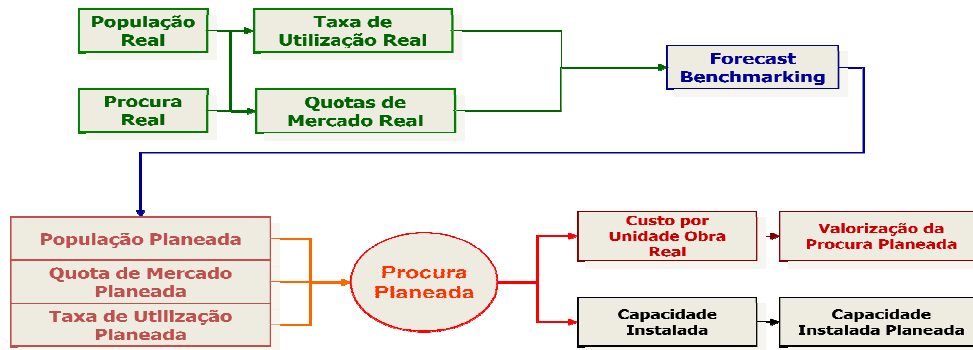 População
Real
Taxa de
Utilização Real
Forecast
Benchmarking
Procura
Real
Quotas de
Mercado Real
População Planeada
Quota de Mercado
Planeada
Taxa de Utilização
Planeada
Procura
Planeada
Custo por
Unidade Obra
Real
Valorização da
Procura Planeada
Capacidade
Instalada
Capacidade
Instalada Planeada